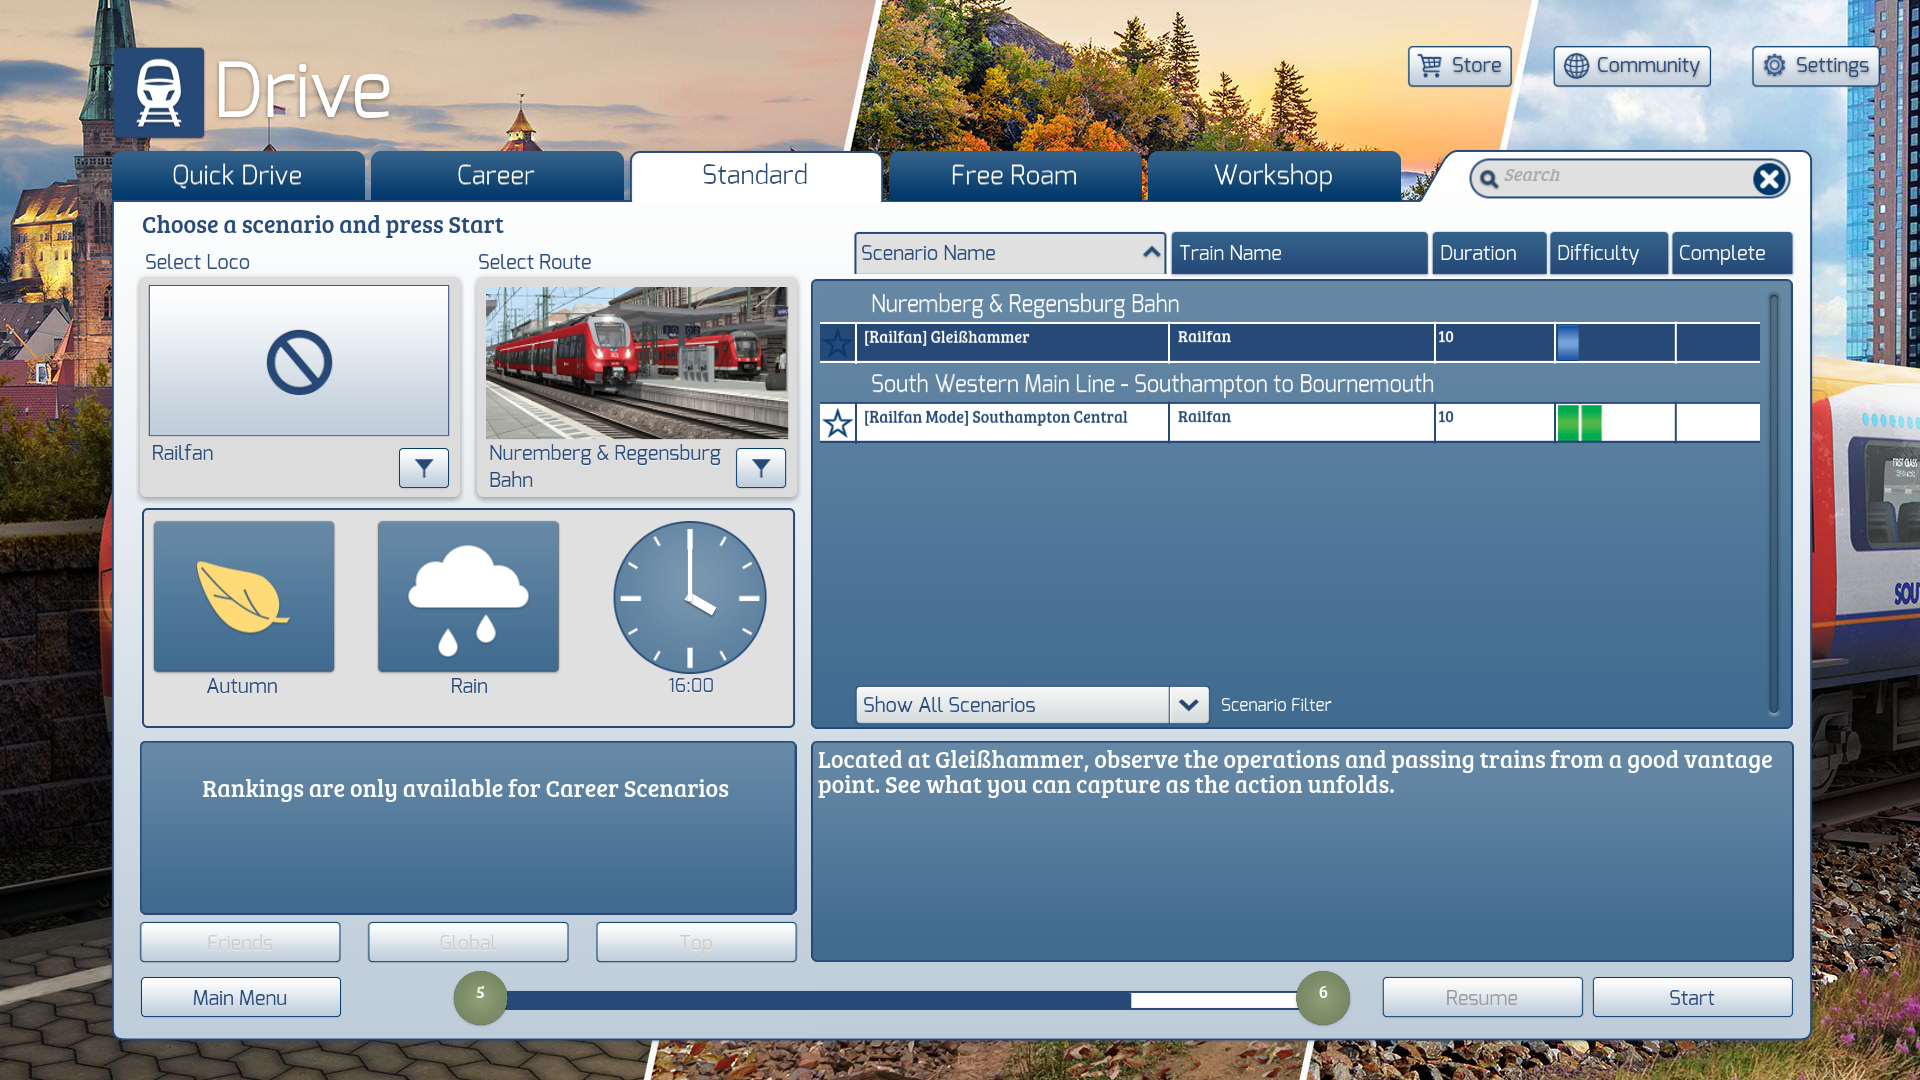 Drive
Store
Community
Settings
Quick Drive
Career
Standard
Free Roam
Workshop
Search
Choose a scenario and press Start
Select Loco
Select Route
Railfan
Nuremberg & Regensburg
Bahn
Scenario Name
Train Name
Duration
Difficulty
Complete
Nuremberg & Regensburg Bahn
[Railfan] Gleißhammer
Railfan
10
South Western Main Line - Southampton to Bournemouth
[Railfan Mode] Southampton Central
Railfan
10
Autumn
Rain
16:00
Show All Scenarios
Scenario Filter
Rankings are only available for Career Scenarios
Located at Gleißhammer, observe the operations and passing trains from a good vantage
point. See what you can capture as the action unfolds.
Friends
Global
Top
Main Menu
5
6
Resume
Start
FIRST CLASS
SOU